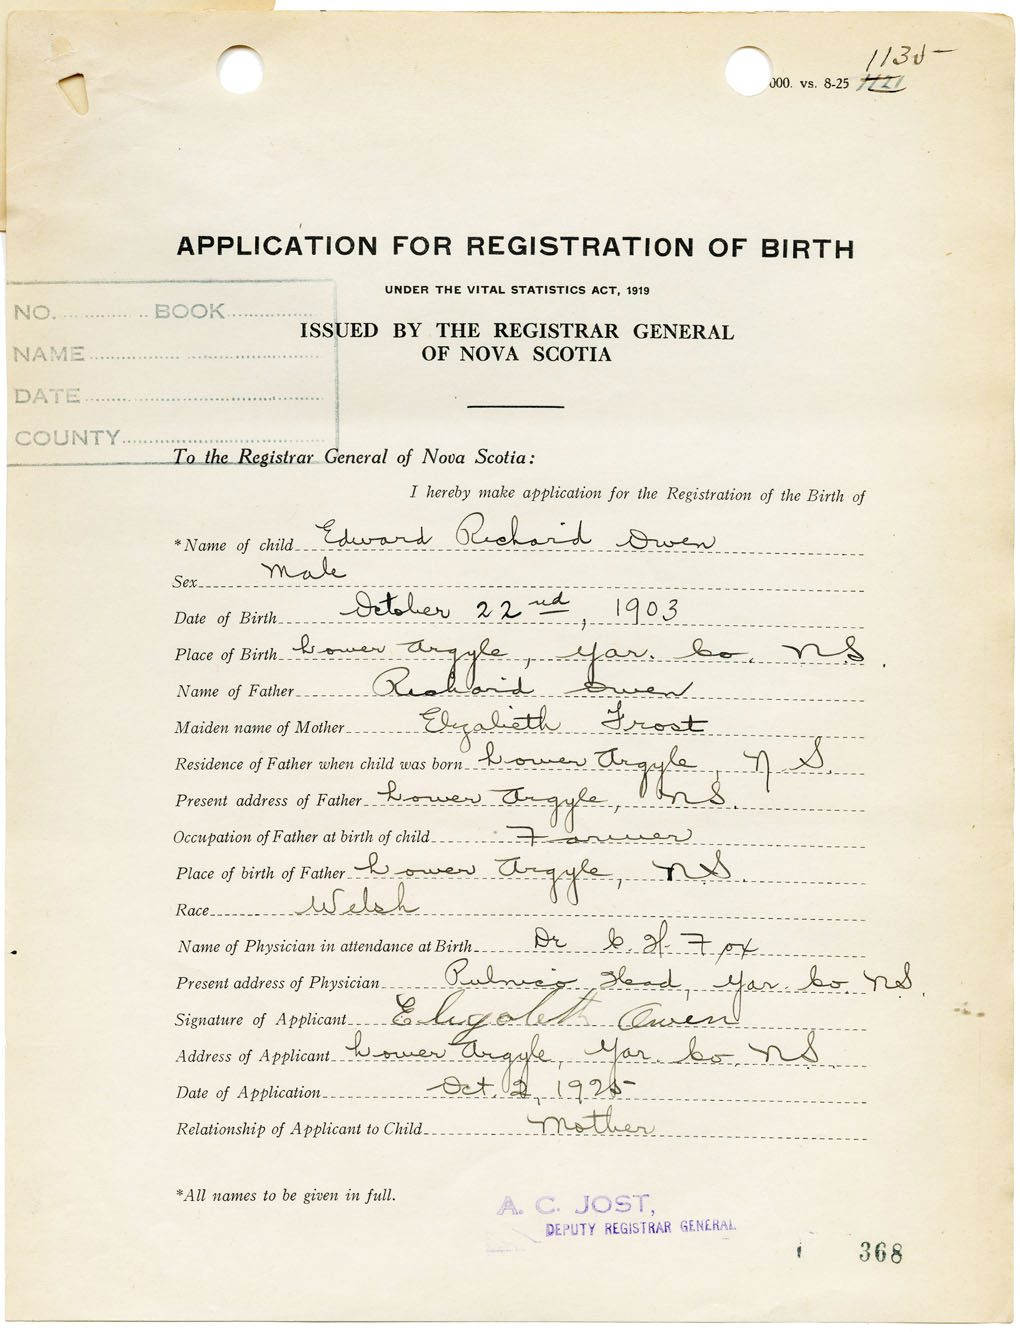 1135
000. vs. 8-25 1121
APPLICATION FOR REGISTRATION OF BIRTH
UNDER THE VITAL STATISTICS ACT, 1919
ISSUED BY THE REGISTRAR GENERAL
OF NOVA SCOTIA
NO. BOOK
NAME
DATE
COUNTY
To the Registrar General of Nova Scotia:
I hereby make application for the Registration of the Birth of
*Name of child Edward Richard Owen
Sex Male
Date of Birth October 22nd, 1903
Place of Birth Lower Argyle, Yar. Co. N.S.
Name of Father Richard Owen
Maiden name of Mother Elizabeth Frost
Residence of Father when child was born Lower Argyle, N.S.
Present address of Father Lower Argyle, N.S.
Occupation of Father at birth of child Farmer
Place of birth of Father Lower Argyle, N.S.
Race Welsh
Name of Physician in attendance at Birth Dr C. H. Fox
Present address of Physician Pubnico Head, Yar. Co. N.S.
Signature of Applicant Elizabeth Owen
Address of Applicant Lower Argyle, Yar. Co. N.S.
Date of Application Oct. 2, 1925
Relationship of Applicant to Child Mother
*All names to be given in full.
A. C. JOST,
DEPUTY REGISTRAR GENERAL
368